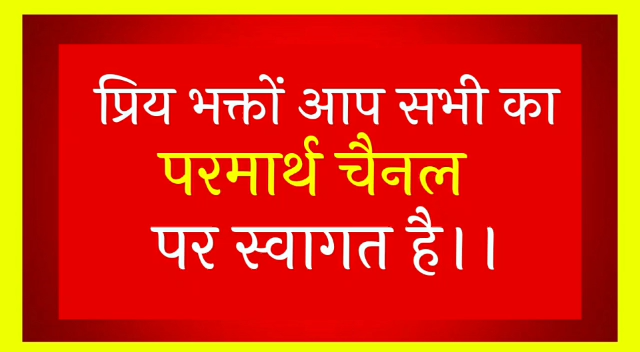 प्रिय भक्तों आप सभी का
परमार्थ चैनल
पर स्वागत है।।